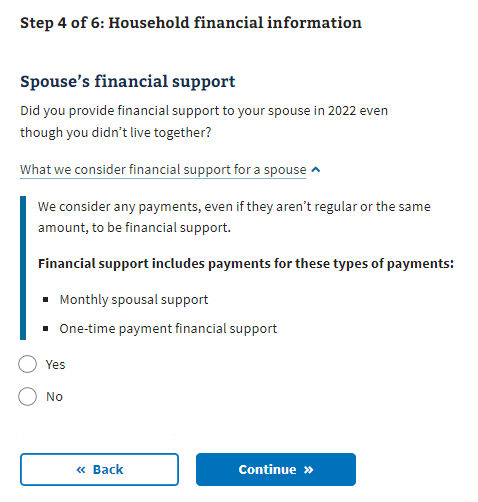 Step 4 of 6: Household financial information
Spouse’s financial support
Did you provide financial support to your spouse in 2022 even
though you didn’t live together?
What we consider financial support for a spouse
We consider any payments, even if they aren’t regular or the same
amount, to be financial support.
Financial support includes payments for these types of payments:
Monthly spousal support
One-time payment financial support
Yes
No
« Back
Continue »